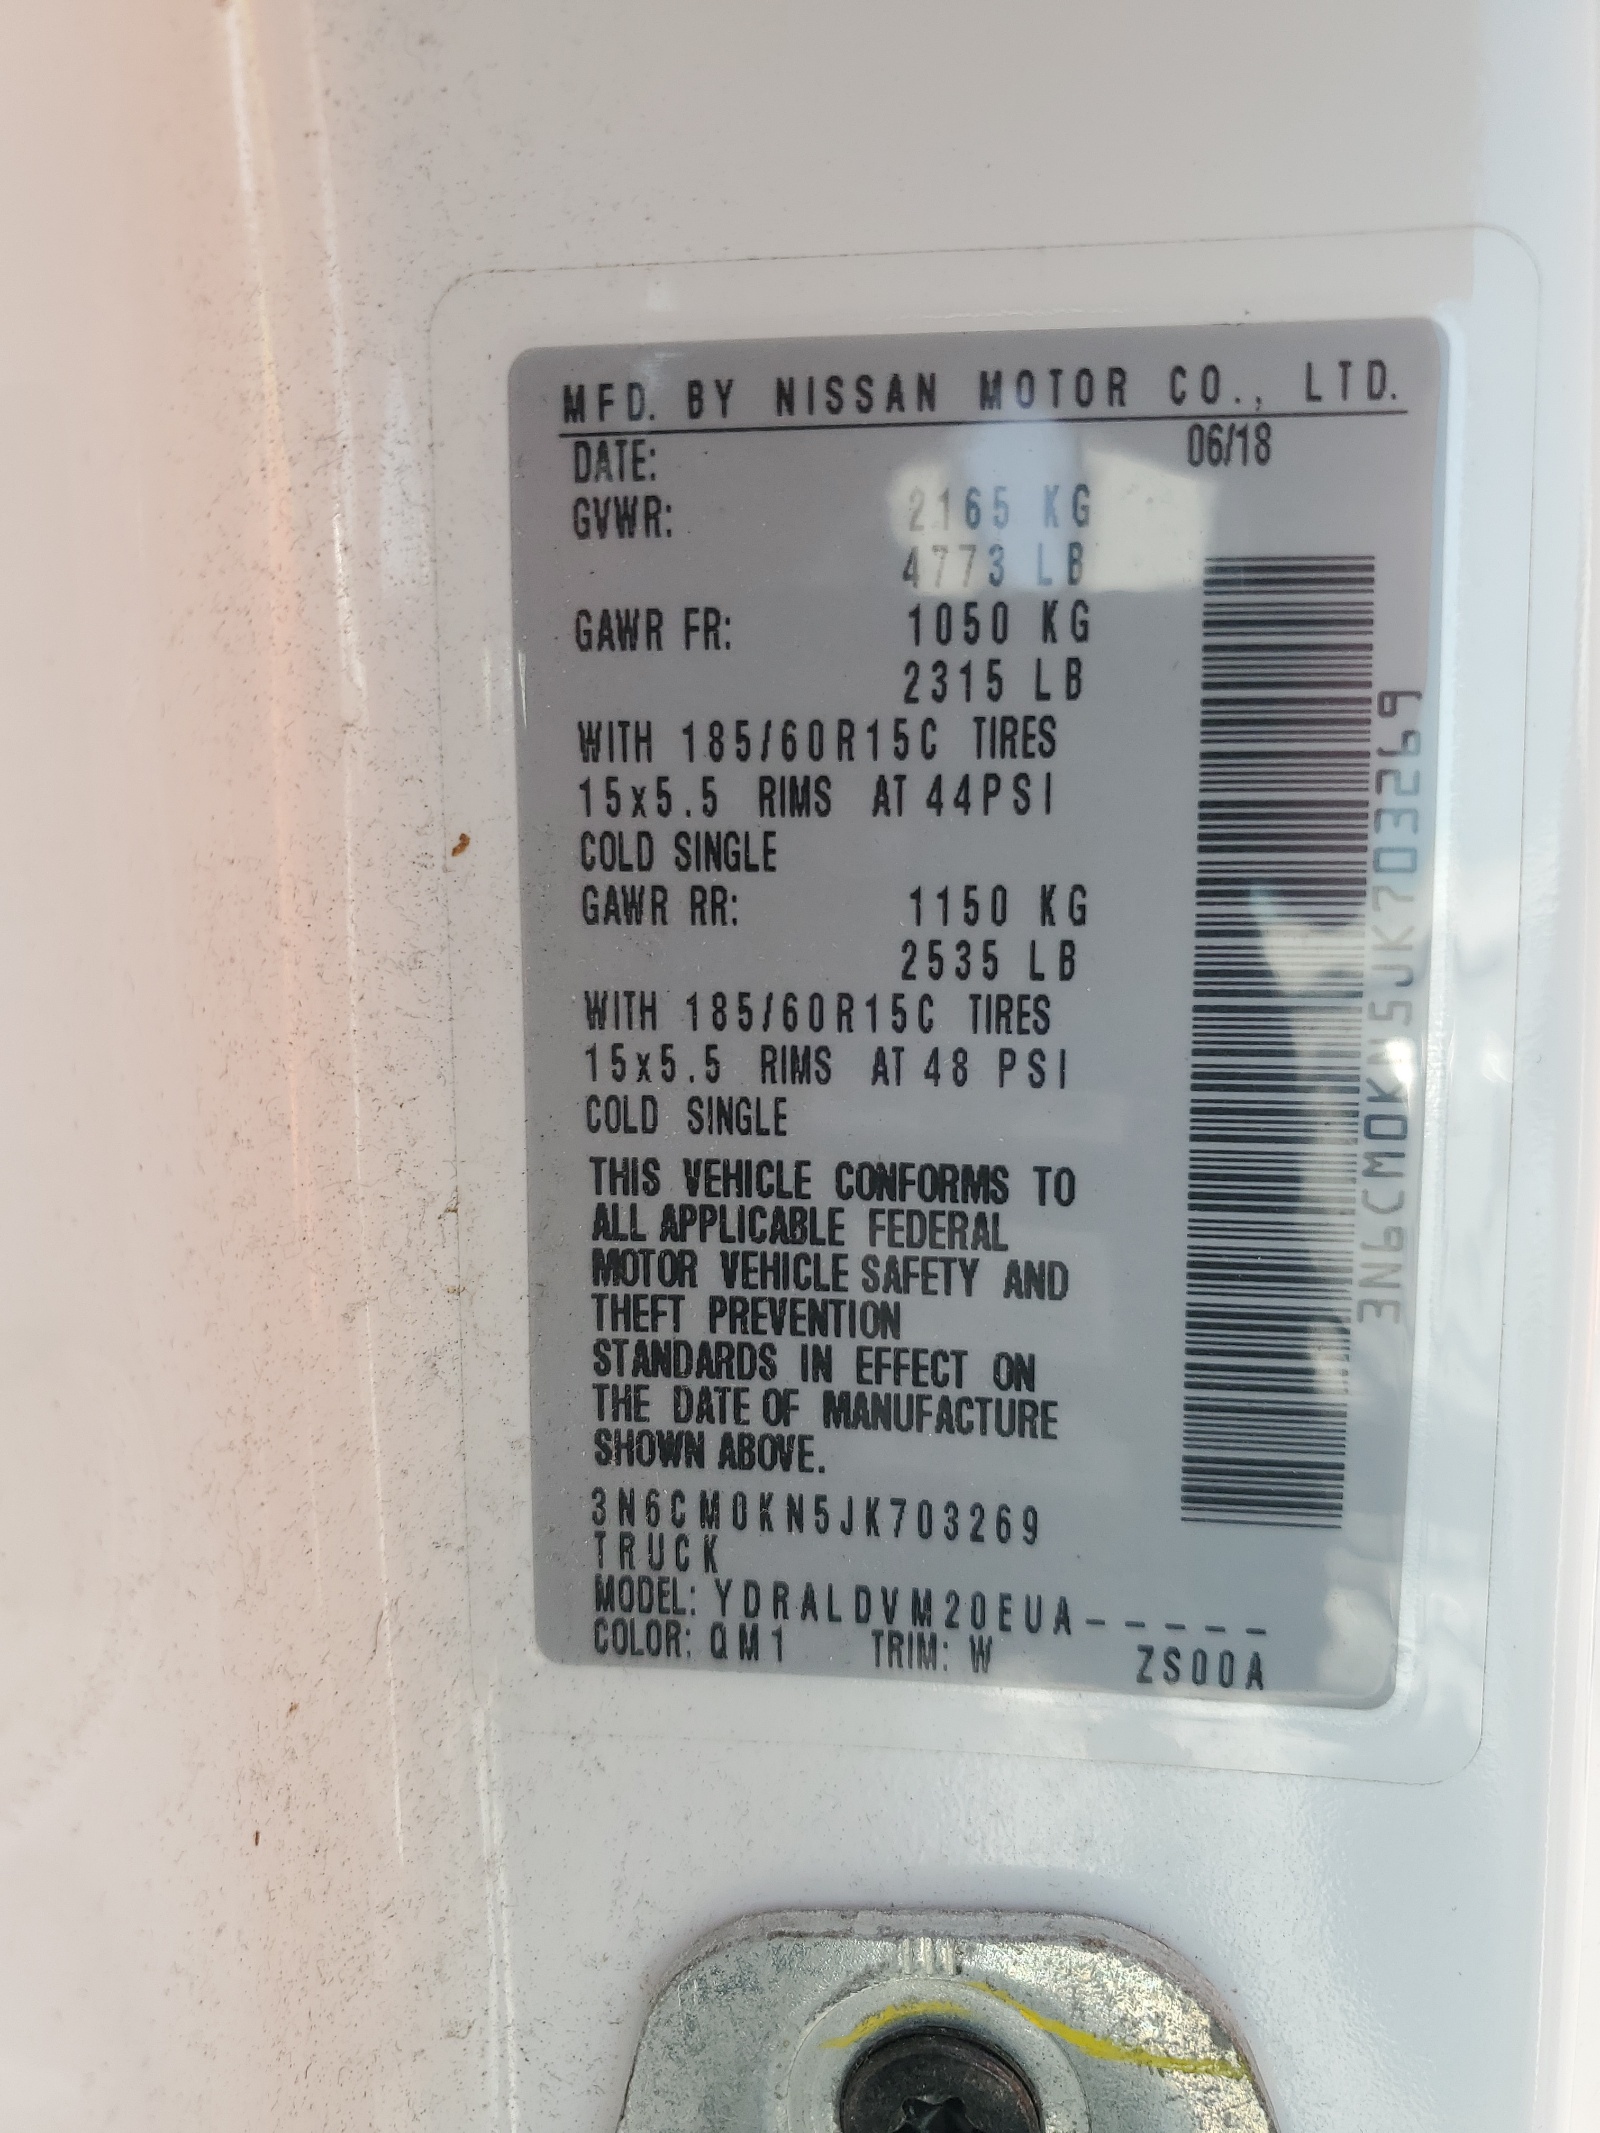 MFD. BY NISSAN MOTOR CO., LTD.
DATE: 06/18
GVWR: 2165 KG
4773 LB
GAWR FR: 1050 KG
2315 LB
WITH 185/60R15C TIRES
15x5.5 RIMS AT 44PSI
COLD SINGLE
GAWR RR: 1150 KG
2535 LB
WITH 185/60R15C TIRES
15x5.5 RIMS AT 48 PSI
COLD SINGLE
THIS VEHICLE CONFORMS TO
ALL APPLICABLE FEDERAL
MOTOR VEHICLE SAFETY AND
THEFT PREVENTION
STANDARDS IN EFFECT ON
THE DATE OF MANUFACTURE
SHOWN ABOVE.
3N6CM0KN5JK703269
TRUCK
MODEL: YDRALDVM20EUA-----
COLOR: QM1 TRIM: W ZS00A
3N6CM0KN5JK703269